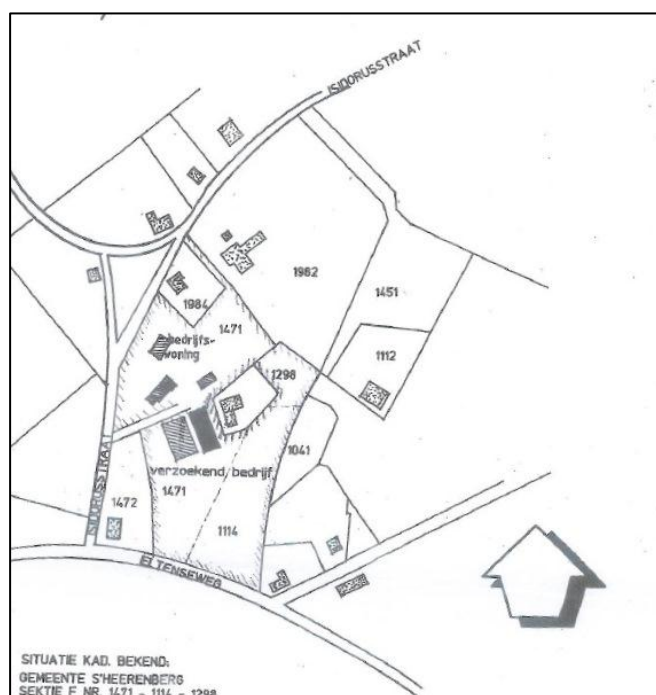 ISIDORUSSTRAAT
1982
1451
1984
1471
bedrijfs-
woning
1112
1298
1041
verzoekend bedrijf
1471
1472
1114
ISIDORUSSTRAAT
ELTENSEWEG
SITUATIE KAD. BEKEND:
GEMEENTE S'HEERENBERG
SEKTIE F NR. 1471 - 1114 - 1298